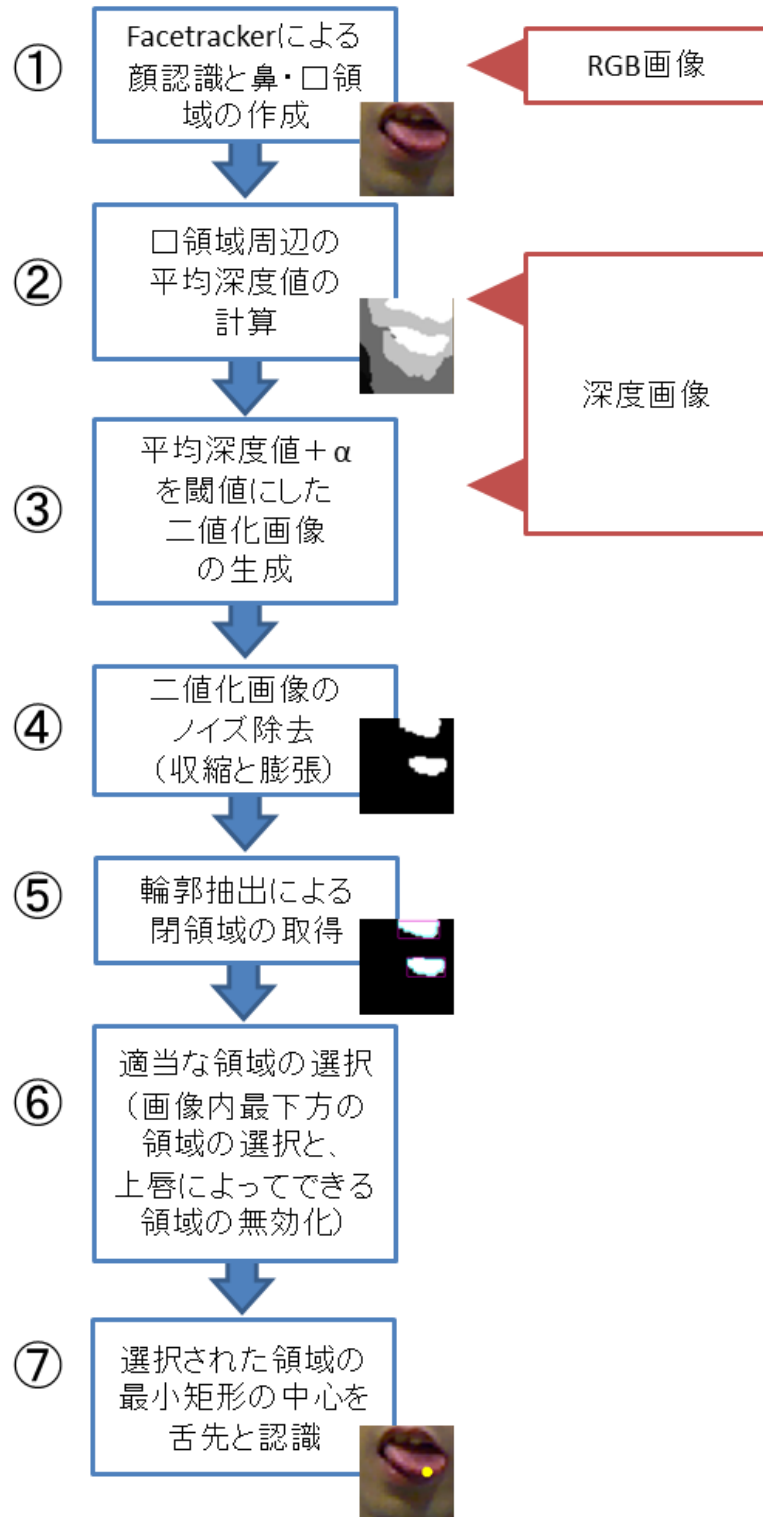 ①
Facetrackerによる
顔認識と鼻・口領
域の作成
RGB画像
②
口領域周辺の
平均深度値の
計算
深度画像
③
平均深度値+α
を閾値にした
二値化画像
の生成
④
二値化画像の
ノイズ除去
(収縮と膨張)
⑤
輪郭抽出による
閉領域の取得
⑥
適当な領域の選択
(画像内最下方の
領域の選択と、
上唇によってできる
領域の無効化)
⑦
選択された領域の
最小矩形の中心を
舌先と認識